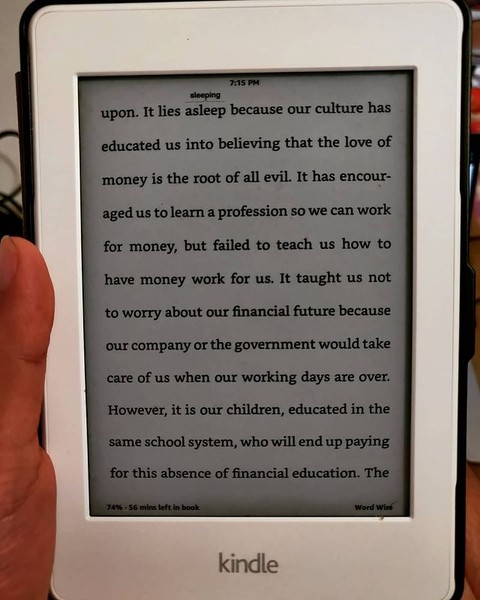 7:15 PM
sleeping
upon. It lies asleep because our culture has
educated us into believing that the love of
money is the root of all evil. It has encour-
aged us to learn a profession so we can work
for money, but failed to teach us how to
have money work for us. It taught us not
to worry about our financial future because
our company or the government would take
care of us when our working days are over.
However, it is our children, educated in the
same school system, who will end up paying
for this absence of financial education. The
74% · 56 mins left in book Word Wise
kindle